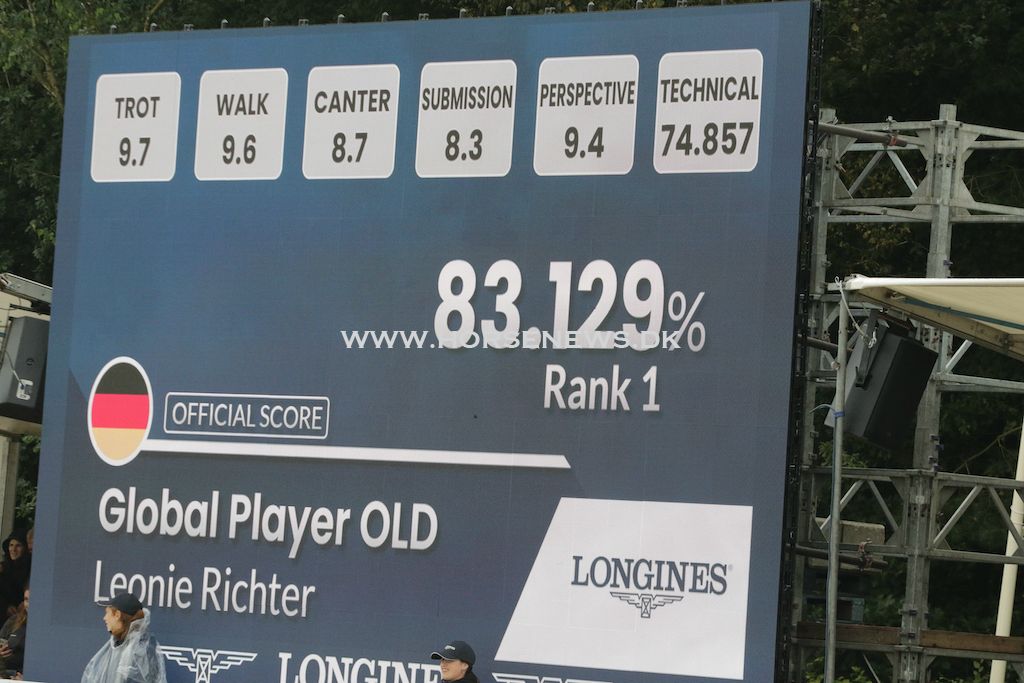 TROT
9.7
WALK
9.6
CANTER
8.7
SUBMISSION
8.3
PERSPECTIVE
9.4
TECHNICAL
74.857
83.129%
WWW.HORSENEWS.DK
Rank 1
OFFICIAL SCORE
Global Player OLD
Leonie Richter
LONGINES
LONGINE